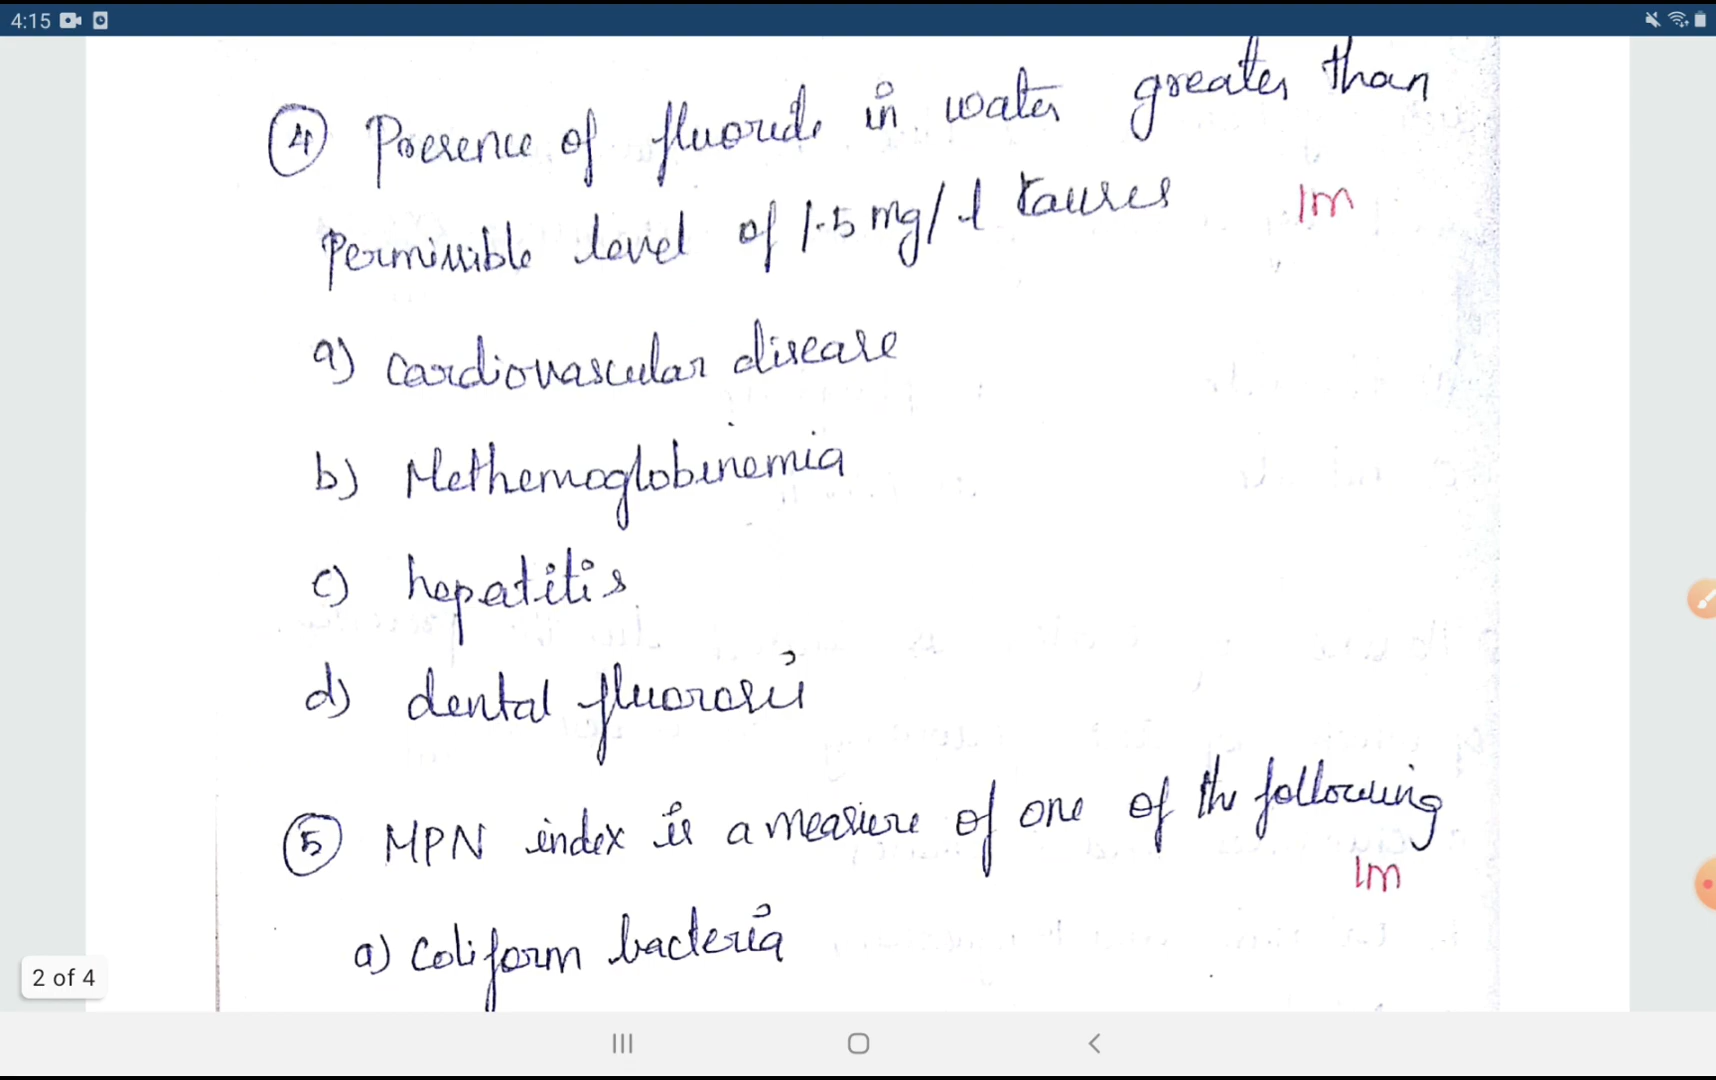 4:15
④ Presence of fluoride in water greater than
permissible level of 1.5 mg/l causes 1m
a) cardiovascular disease
b) Methemoglobinemia
c) hepatitis
d) dental fluorosis
⑤ MPN index is a measure of one of the following
1m
a) coliform bacteria
2 of 4